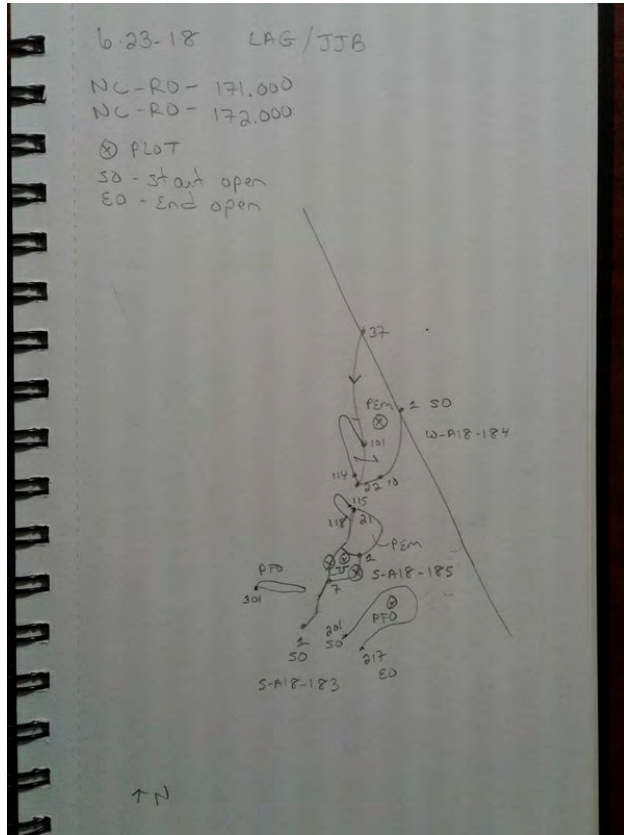 6-23-18 LAG/JJB
NC-RO- 171.000
NC-RO- 172.000
ⓧ PLOT
SO - Start open
EO - End open
37
PEM
1 SO
101
W-A18-184
114
22 10
115
118 21
PEM
1
7
S-A18-185
PFO
301
PFO
1
SO
201
SO
217
EO
S-A18-183
↑N